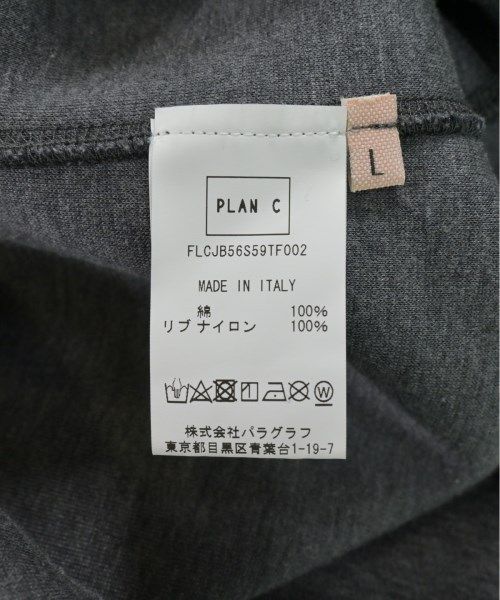 L
PLAN C
FLCJB56S59TF002
MADE IN ITALY
綿 100%
リブ ナイロン 100%
W
株式会社パラグラフ
東京都目黒区青葉台1-19-7